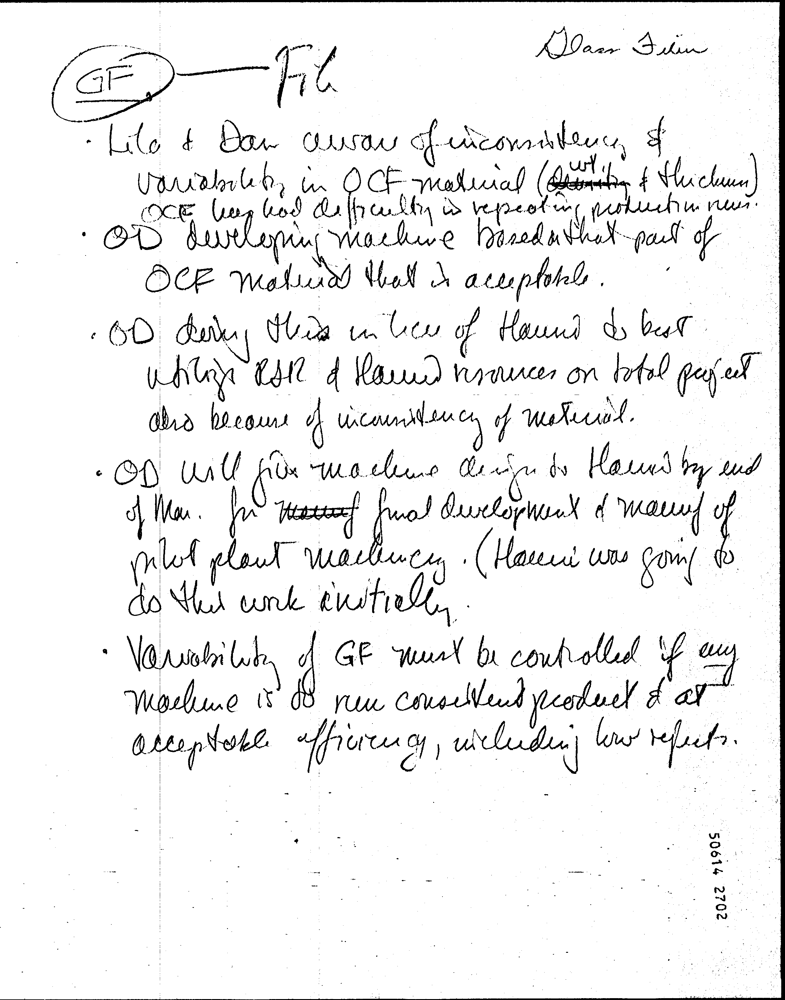 Glass Fiber
GF — File
· Lila & Dan aware of inconsistency &
variability in OCF material (wt. & thickness)
OCF has had difficulty in repeating production runs.
· OD developing machine based on that part of
OCF material that is acceptable.
· OD doing this in lieu of Hauni to best
utilize RJR & Hauni resources on total project
also because of inconsistency of material.
· OD will give machine design to Hauni by end
of Mar. for final development & manuf of
pilot plant machinery. (Hauni was going to
do this work initially.
· Variability of GF must be controlled if any
machine is to run consistent product & at
acceptable efficiency, including low rejects.
50614 2702